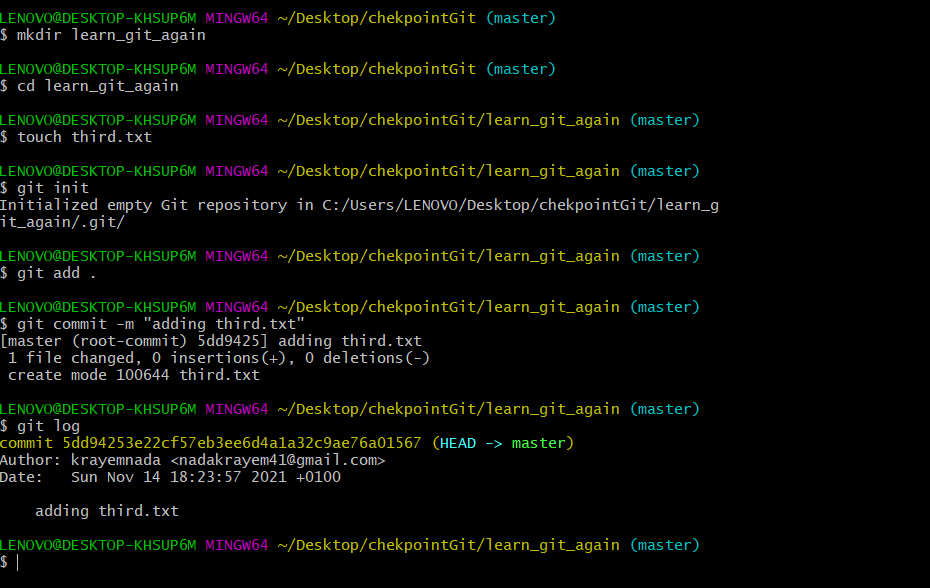 LENOVO@DESKTOP-KHSUP6M MINGW64 ~/Desktop/chekpointGit (master)
$ mkdir learn_git_again
LENOVO@DESKTOP-KHSUP6M MINGW64 ~/Desktop/chekpointGit (master)
$ cd learn_git_again
LENOVO@DESKTOP-KHSUP6M MINGW64 ~/Desktop/chekpointGit/learn_git_again (master)
$ touch third.txt
LENOVO@DESKTOP-KHSUP6M MINGW64 ~/Desktop/chekpointGit/learn_git_again (master)
$ git init
Initialized empty Git repository in C:/Users/LENOVO/Desktop/chekpointGit/learn_g
it_again/.git/
LENOVO@DESKTOP-KHSUP6M MINGW64 ~/Desktop/chekpointGit/learn_git_again (master)
$ git add .
LENOVO@DESKTOP-KHSUP6M MINGW64 ~/Desktop/chekpointGit/learn_git_again (master)
$ git commit -m "adding third.txt"
[master (root-commit) 5dd9425] adding third.txt
 1 file changed, 0 insertions(+), 0 deletions(-)
 create mode 100644 third.txt
LENOVO@DESKTOP-KHSUP6M MINGW64 ~/Desktop/chekpointGit/learn_git_again (master)
$ git log
commit 5dd94253e22cf57eb3ee6d4a1a32c9ae76a01567 (HEAD -> master)
Author: krayemnada <nadakrayem41@gmail.com>
Date:   Sun Nov 14 18:23:57 2021 +0100
    adding third.txt
LENOVO@DESKTOP-KHSUP6M MINGW64 ~/Desktop/chekpointGit/learn_git_again (master)
$